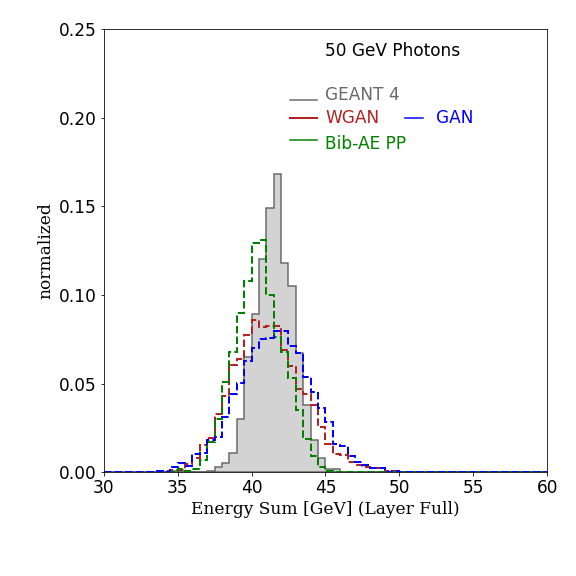 50 GeV Photons
GEANT 4
WGAN GAN
Bib-AE PP
normalized
0.25
0.20
0.15
0.10
0.05
0.00
30 35 40 45 50 55 60
Energy Sum [GeV] (Layer Full)